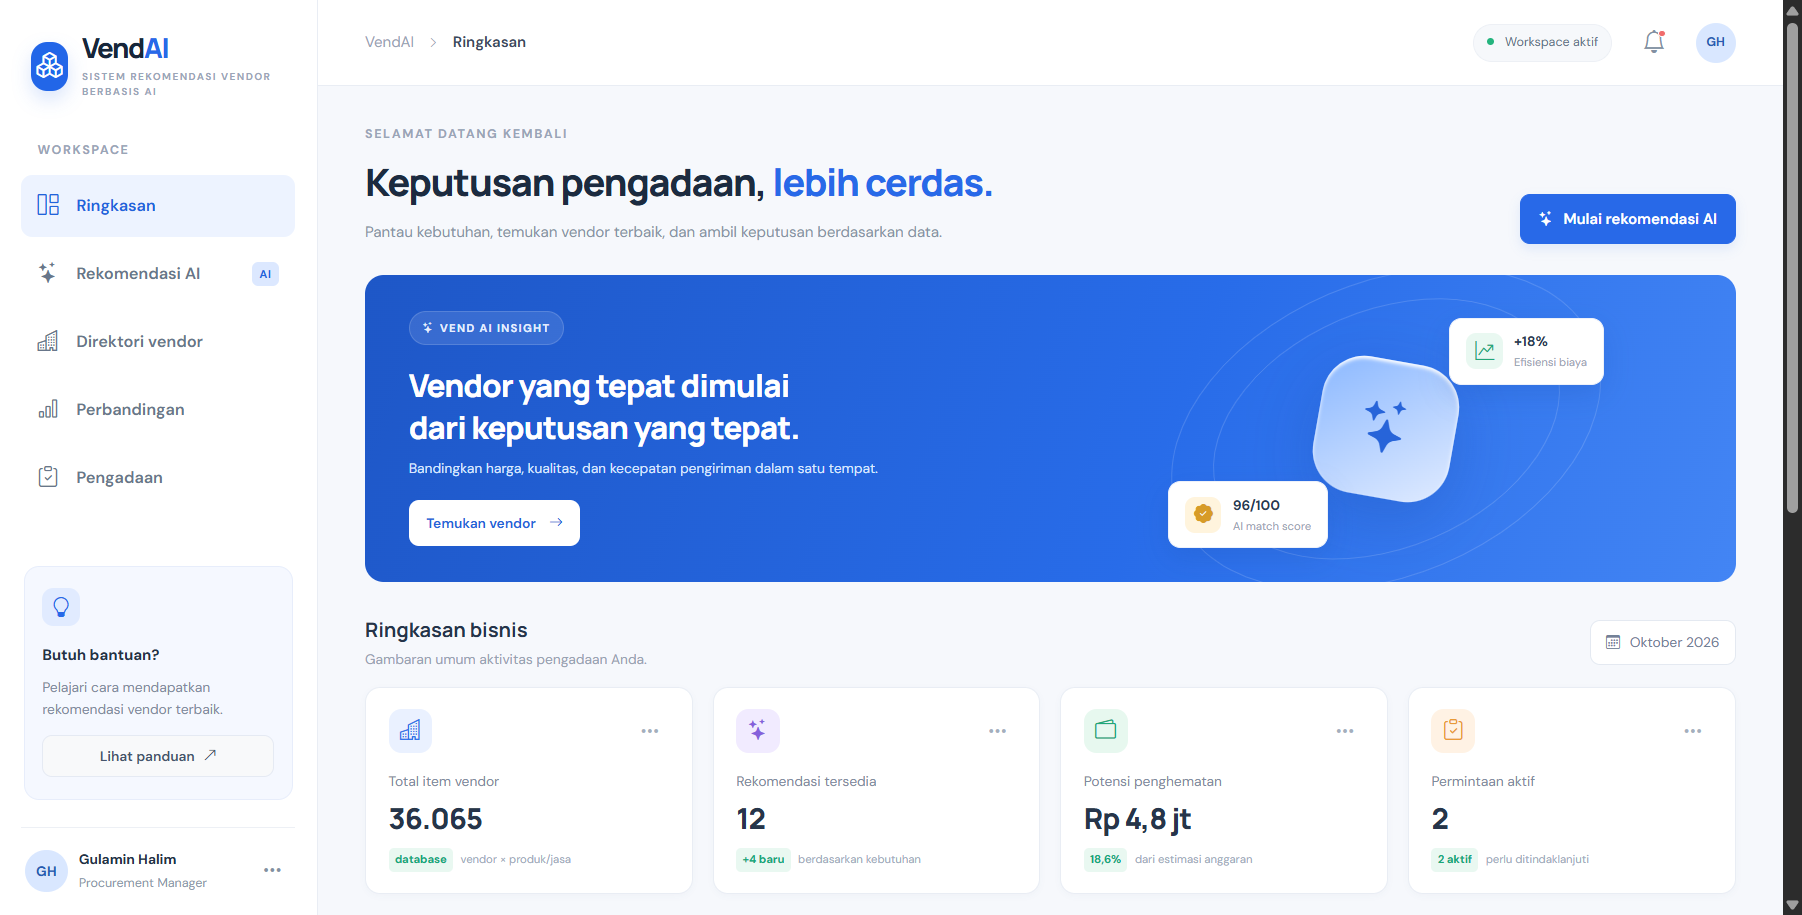 VendAI
SISTEM REKOMENDASI VENDOR
BERBASIS AI
WORKSPACE
Ringkasan
Rekomendasi AI
AI
Direktori vendor
Perbandingan
Pengadaan
Butuh bantuan?
Pelajari cara mendapatkan
rekomendasi vendor terbaik.
Lihat panduan
GH
Gulamin Halim
Procurement Manager
VendAI
Ringkasan
Workspace aktif
GH
SELAMAT DATANG KEMBALI
Keputusan pengadaan, lebih cerdas.
Pantau kebutuhan, temukan vendor terbaik, dan ambil keputusan berdasarkan data.
Mulai rekomendasi AI
VEND AI INSIGHT
Vendor yang tepat dimulai
dari keputusan yang tepat.
Bandingkan harga, kualitas, dan kecepatan pengiriman dalam satu tempat.
Temukan vendor
+18%
Efisiensi biaya
96/100
AI match score
Ringkasan bisnis
Gambaran umum aktivitas pengadaan Anda.
Oktober 2026
Total item vendor
36.065
database vendor × produk/jasa
Rekomendasi tersedia
12
+4 baru berdasarkan kebutuhan
Potensi penghematan
Rp 4,8 jt
18,6% dari estimasi anggaran
Permintaan aktif
2
2 aktif perlu ditindaklanjuti